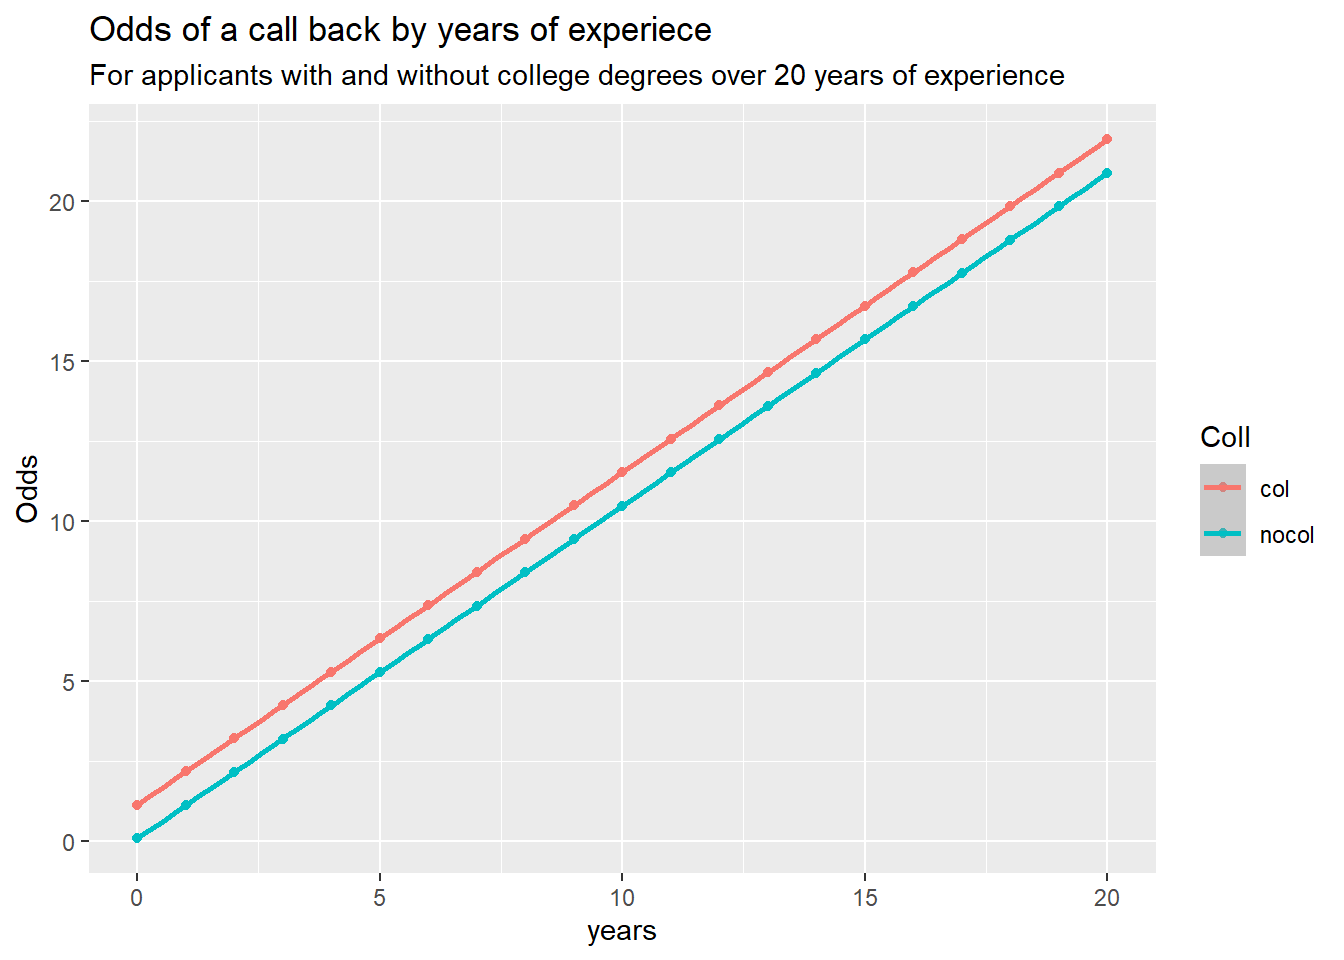 Odds of a call back by years of experiece
For applicants with and without college degrees over 20 years of experience
20
15
10
5
0
Odds
0 5 10 15 20
years
Coll
col
nocol